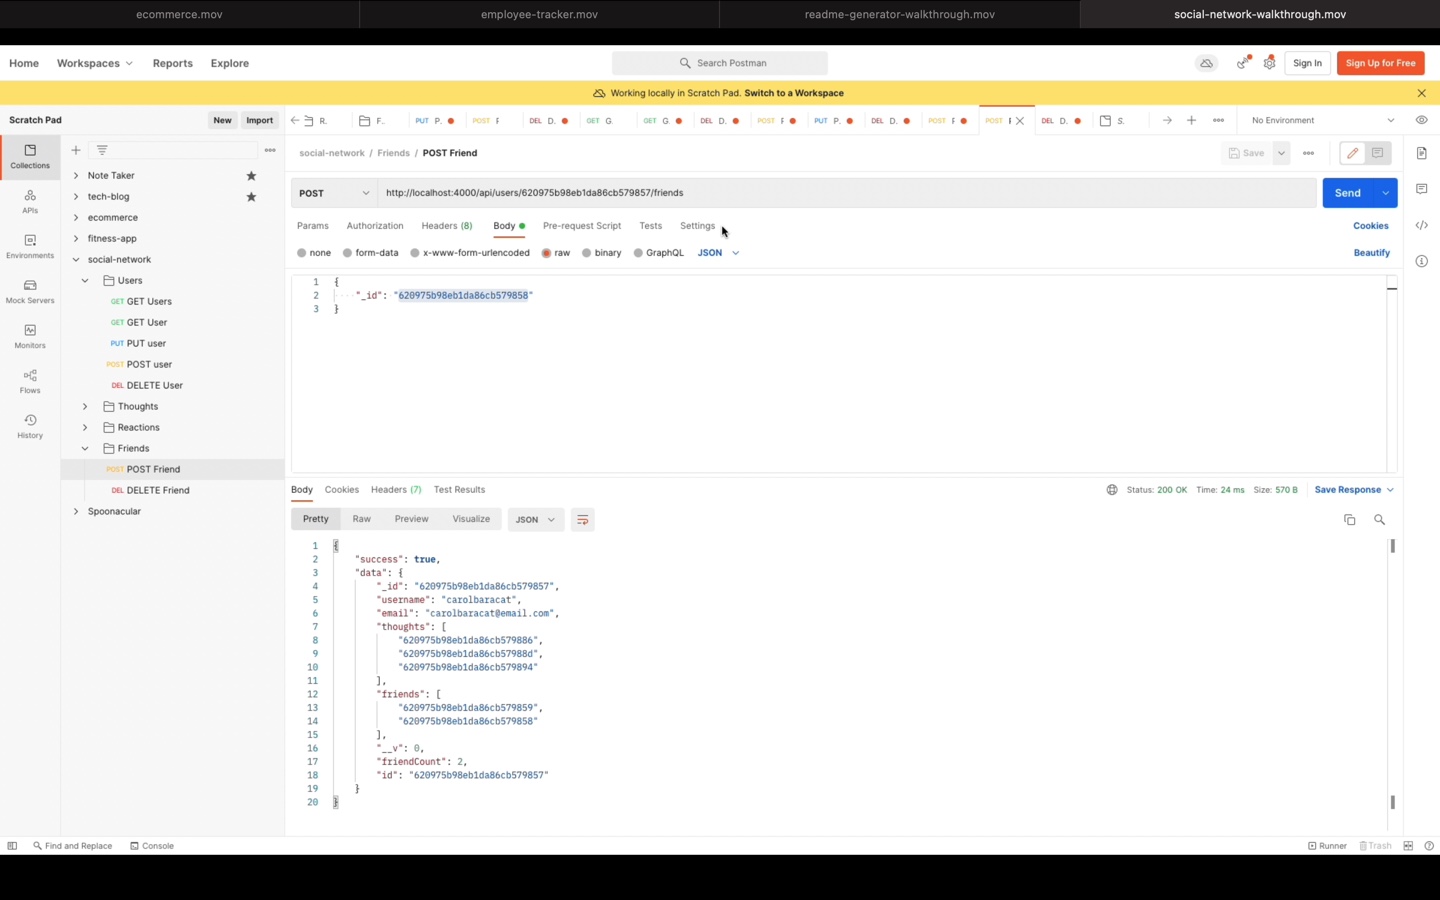 ecommerce.mov
employee-tracker.mov
readme-generator-walkthrough.mov
social-network-walkthrough.mov
Home Workspaces Reports Explore
Search Postman
Sign In Sign Up for Free
Working locally in Scratch Pad. Switch to a Workspace
Scratch Pad New Import
R. F.. PUT P. POST F DEL D. GET G. GET G. DEL D. POST F PUT P. DEL D. POST F POST F DEL D. S.
No Environment
Collections
APIs
Environments
Mock Servers
Monitors
Flows
History
Note Taker
tech-blog
ecommerce
fitness-app
social-network
Users
GET GET Users
GET GET User
PUT PUT user
POST POST user
DEL DELETE User
Thoughts
Reactions
Friends
POST POST Friend
DEL DELETE Friend
Spoonacular
social-network / Friends / POST Friend
Save
POST http://localhost:4000/api/users/620975b98eb1da86cb579857/friends
Send
Params Authorization Headers (8) Body Pre-request Script Tests Settings
Cookies
none form-data x-www-form-urlencoded raw binary GraphQL JSON
Beautify
1 {
2 "_id": "620975b98eb1da86cb579858"
3 }
Body Cookies Headers (7) Test Results
Status: 200 OK Time: 24 ms Size: 570 B Save Response
Pretty Raw Preview Visualize JSON
1 {
2 "success": true,
3 "data": {
4 "_id": "620975b98eb1da86cb579857",
5 "username": "carolbaracat",
6 "email": "carolbaracat@email.com",
7 "thoughts": [
8 "620975b98eb1da86cb579886",
9 "620975b98eb1da86cb57988d",
10 "620975b98eb1da86cb579894"
11 ],
12 "friends": [
13 "620975b98eb1da86cb579859",
14 "620975b98eb1da86cb579858"
15 ],
16 "__v": 0,
17 "friendCount": 2,
18 "id": "620975b98eb1da86cb579857"
19 }
20 }
Find and Replace Console
Runner Trash